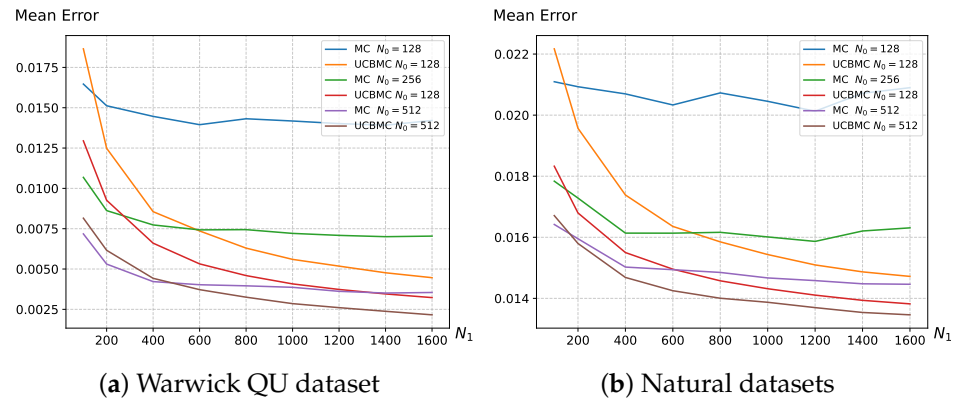 Mean Error
0.0175
0.0150
0.0125
0.0100
0.0075
0.0050
0.0025
200 400 600 800 1000 1200 1400 1600
N₁
MC N₀ = 128
UCBMC N₀ = 128
MC N₀ = 256
UCBMC N₀ = 128
MC N₀ = 512
UCBMC N₀ = 512
(a) Warwick QU dataset
Mean Error
0.022
0.020
0.018
0.016
0.014
200 400 600 800 1000 1200 1400 1600
N₁
MC N₀ = 128
UCBMC N₀ = 128
MC N₀ = 256
UCBMC N₀ = 128
MC N₀ = 512
UCBMC N₀ = 512
(b) Natural datasets